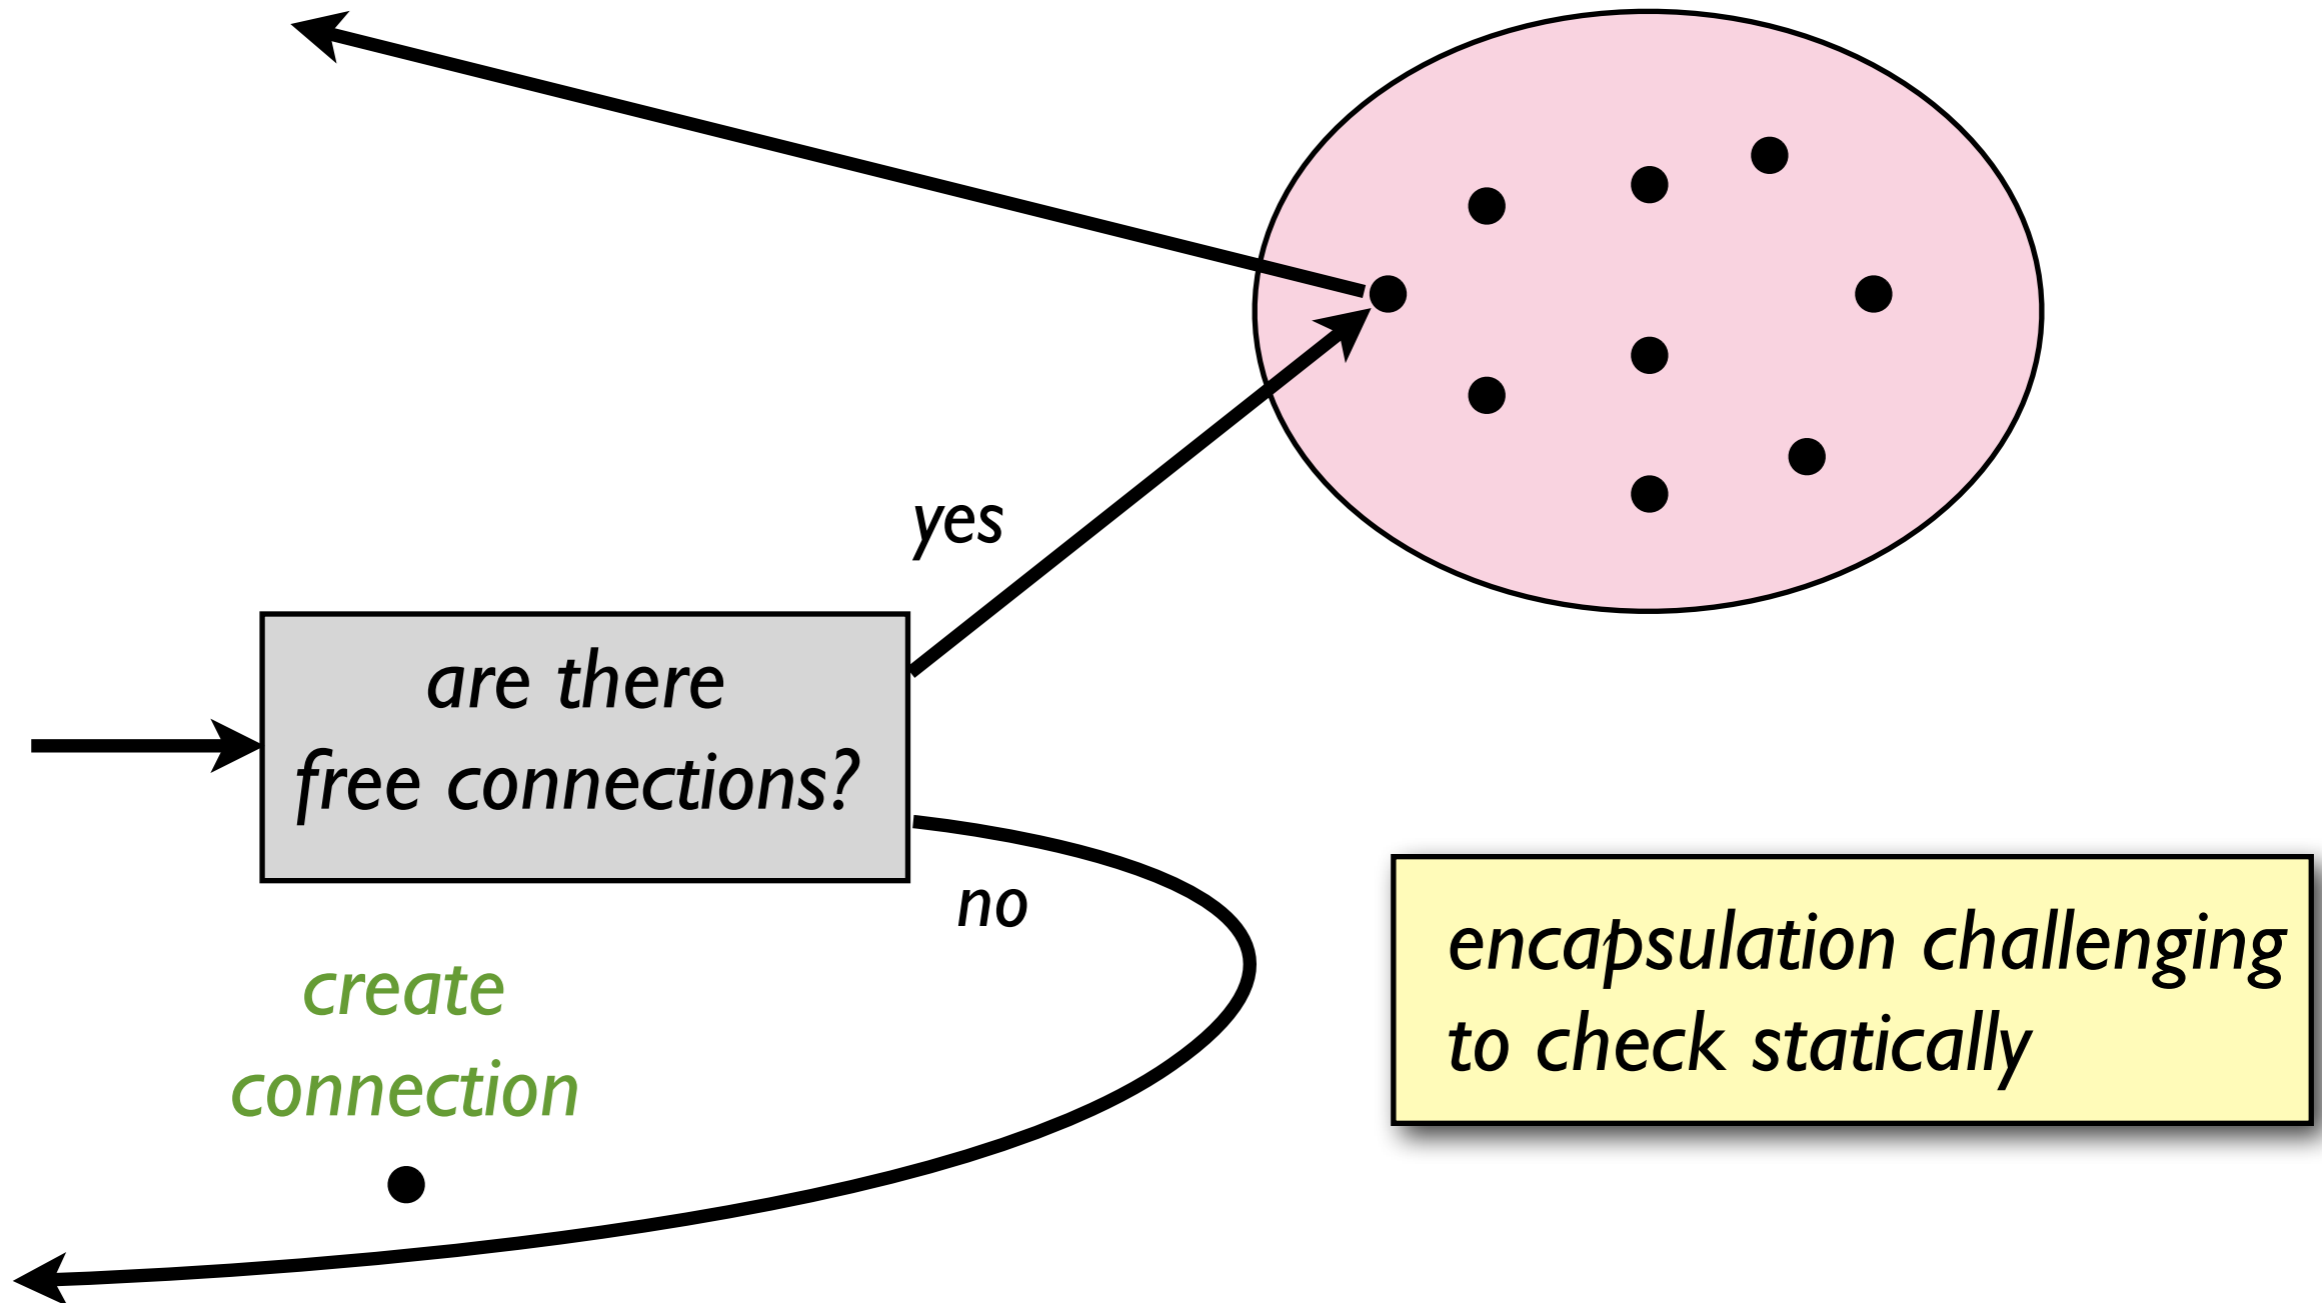 yes
are there
free connections?
no
create
connection
encapsulation challenging
to check statically